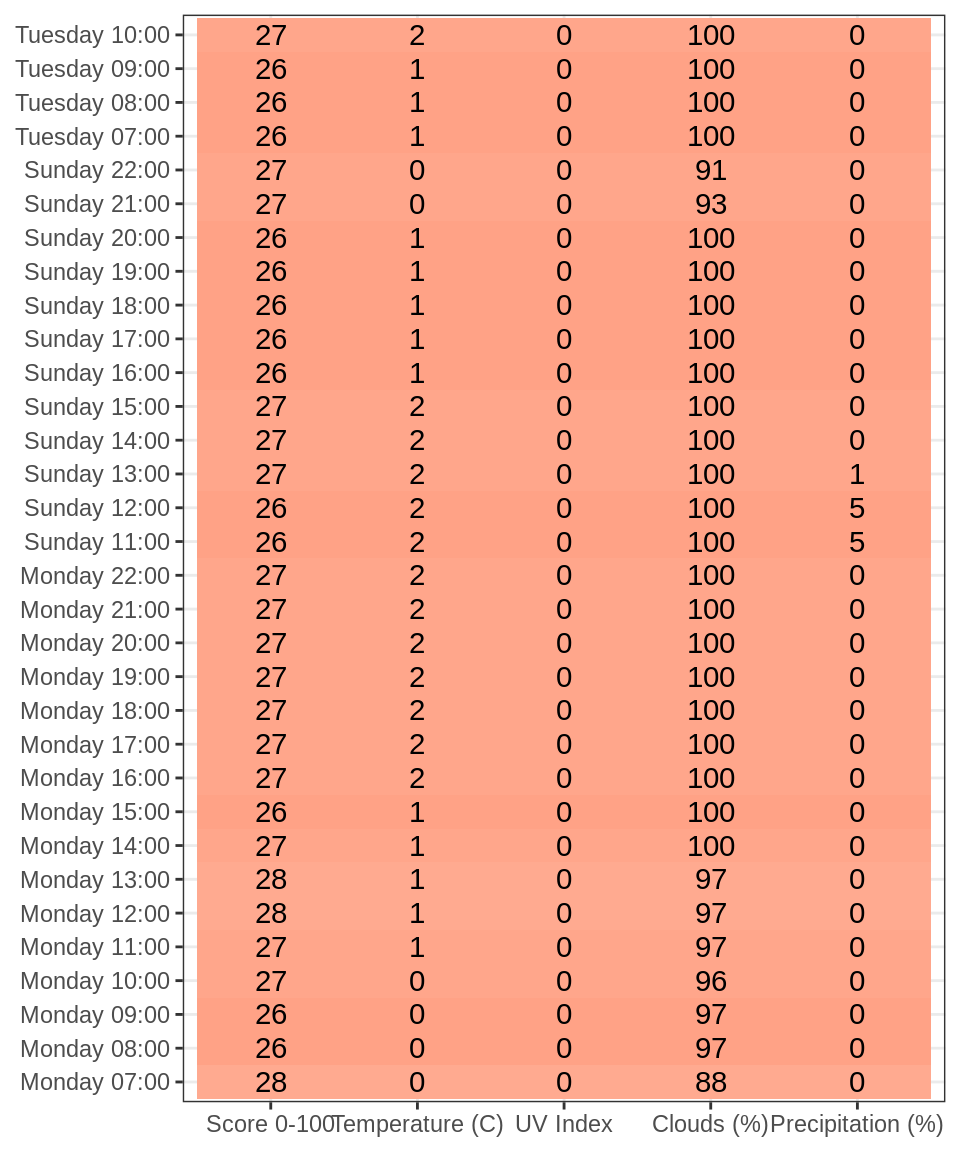 Tuesday 10:00 27 2 0 100 0
Tuesday 09:00 26 1 0 100 0
Tuesday 08:00 26 1 0 100 0
Tuesday 07:00 26 1 0 100 0
Sunday 22:00 27 0 0 91 0
Sunday 21:00 27 0 0 93 0
Sunday 20:00 26 1 0 100 0
Sunday 19:00 26 1 0 100 0
Sunday 18:00 26 1 0 100 0
Sunday 17:00 26 1 0 100 0
Sunday 16:00 26 1 0 100 0
Sunday 15:00 27 2 0 100 0
Sunday 14:00 27 2 0 100 0
Sunday 13:00 27 2 0 100 1
Sunday 12:00 26 2 0 100 5
Sunday 11:00 26 2 0 100 5
Monday 22:00 27 2 0 100 0
Monday 21:00 27 2 0 100 0
Monday 20:00 27 2 0 100 0
Monday 19:00 27 2 0 100 0
Monday 18:00 27 2 0 100 0
Monday 17:00 27 2 0 100 0
Monday 16:00 27 2 0 100 0
Monday 15:00 26 1 0 100 0
Monday 14:00 27 1 0 100 0
Monday 13:00 28 1 0 97 0
Monday 12:00 28 1 0 97 0
Monday 11:00 27 1 0 97 0
Monday 10:00 27 0 0 96 0
Monday 09:00 26 0 0 97 0
Monday 08:00 26 0 0 97 0
Monday 07:00 28 0 0 88 0
Score 0-100 Temperature (C) UV Index Clouds (%) Precipitation (%)